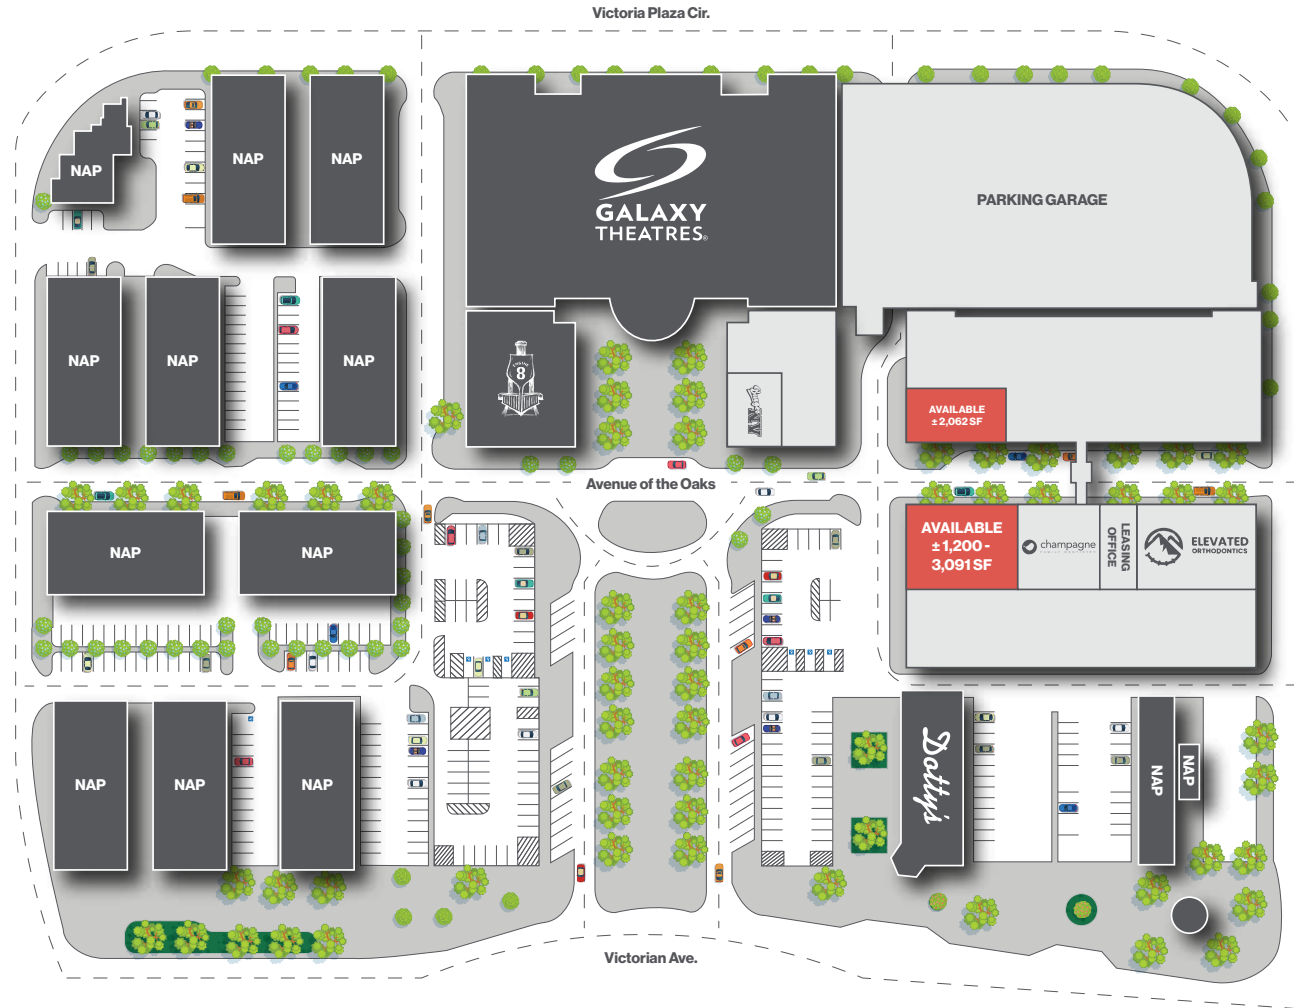 Victoria Plaza Cir.
NAP
NAP
NAP
GALAXY
THEATRES®
PARKING GARAGE
NAP
NAP
NAP
ENGINE
8
AVAILABLE
± 2,062 SF
Avenue of the Oaks
NAP
NAP
AVAILABLE
± 1,200 -
3,091 SF
champagne
LEASING
OFFICE
ELEVATED
ORTHODONTICS
NAP
NAP
NAP
Dotty's
NAP
NAP
Victorian Ave.